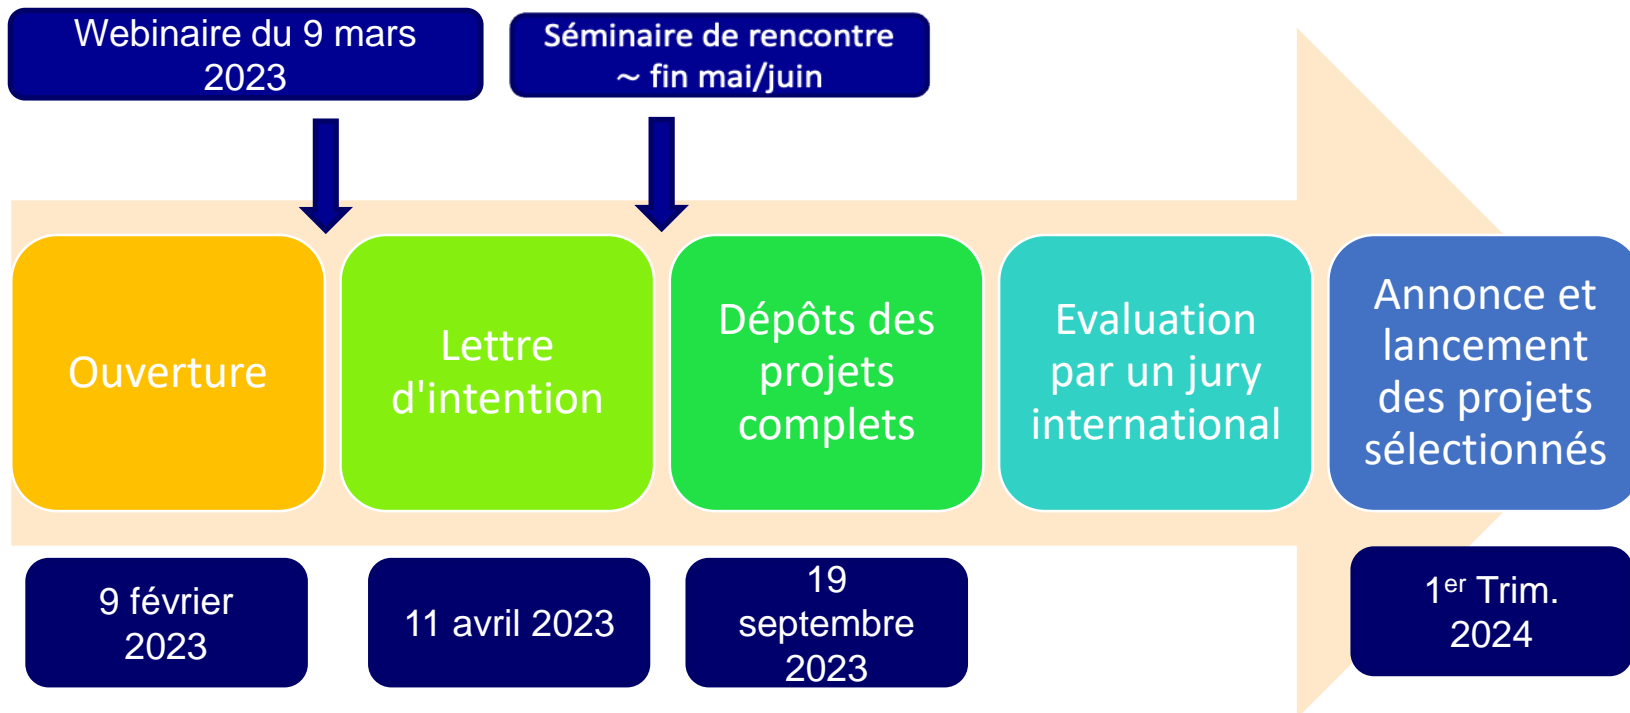 Webinaire du 9 mars
2023
Séminaire de rencontre
~ fin mai/juin
Ouverture
Lettre
d'intention
Dépôts des
projets
complets
Evaluation
par un jury
international
Annonce et
lancement
des projets
sélectionnés
9 février
2023
11 avril 2023
19
septembre
2023
1er Trim.
2024